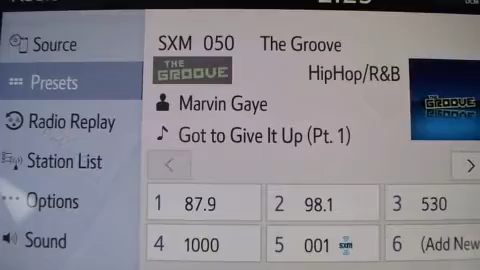 Source
SXM 050 The Groove
THE GROOVE
HipHop/R&B
GROOVE
Presets
Marvin Gaye
Radio Replay
Got to Give It Up (Pt. 1)
Station List
<
>
Options
1 87.9
2 98.1
3 530
Sound
4 1000
5 001 SXM
6 (Add New